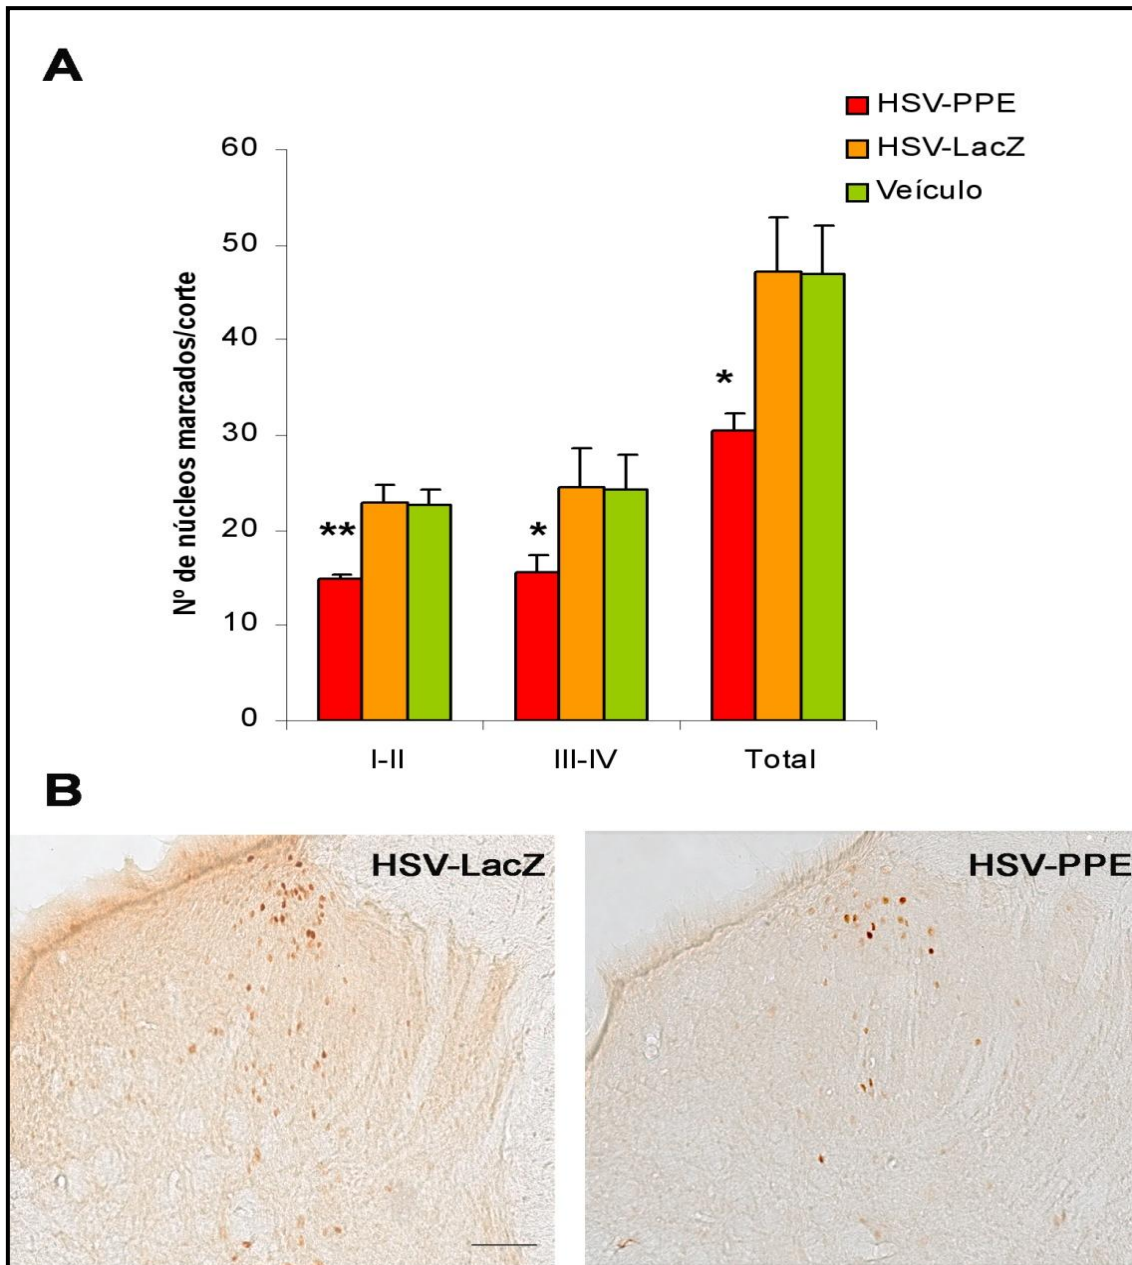 A
HSV-PPE
HSV-LacZ
Veículo
60
50
40
30
20
10
0
Nº de núcleos marcados/corte
**
*
*
I-II
III-IV
Total
B
HSV-LacZ
HSV-PPE